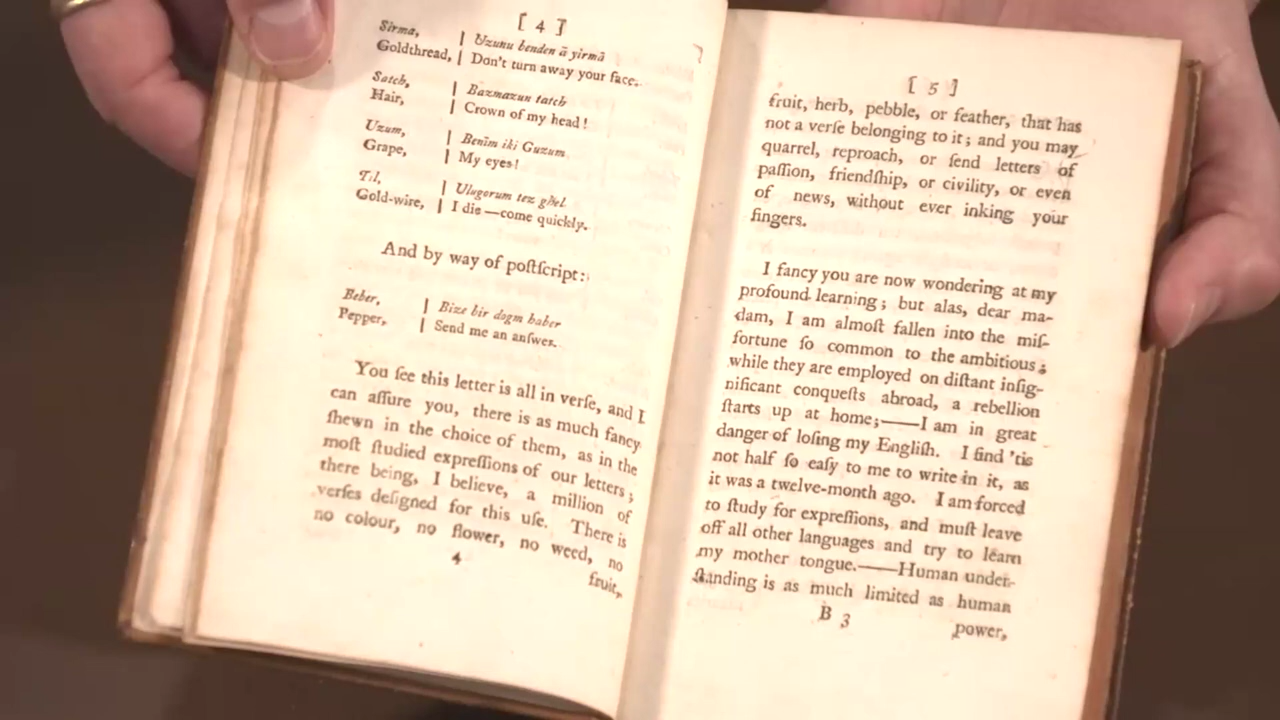 [ 4 ]
Sirma, | Uzunu benden ā yirmā
Goldthread, | Don't turn away your face.
Satch, | Bazmazun tatch
Hair, | Crown of my head!
Uzum, | Benīm iki Guzum
Grape, | My eyes!
Til, | Ulugorum tez ghel
Gold-wire, | I die—come quickly.
And by way of poſtſcript:
Beber, | Bize bir dogm haber
Pepper, | Send me an anſwer.
You ſee this letter is all in verſe, and I
can aſſure you, there is as much fancy
ſhewn in the choice of them, as in the
moſt ſtudied expreſſions of our letters;
there being, I believe, a million of
verſes deſigned for this uſe. There is
no colour, no flower, no weed, no
4
fruit,
[ 5 ]
fruit, herb, pebble, or feather, that has
not a verſe belonging to it; and you may
quarrel, reproach, or ſend letters of
paſſion, friendſhip, or civility, or even
of news, without ever inking your
fingers.
I fancy you are now wondering at my
profound learning; but alas, dear ma-
dam, I am almoſt fallen into the miſ-
fortune ſo common to the ambitious;
while they are employed on diſtant inſig-
nificant conqueſts abroad, a rebellion
ſtarts up at home;——I am in great
danger of loſing my Engliſh. I find 'tis
not half ſo eaſy to me to write in it, as
it was a twelve-month ago. I am forced
to ſtudy for expreſſions, and muſt leave
off all other languages and try to learn
my mother tongue.——Human under-
ſtanding is as much limited as human
B 3
power,